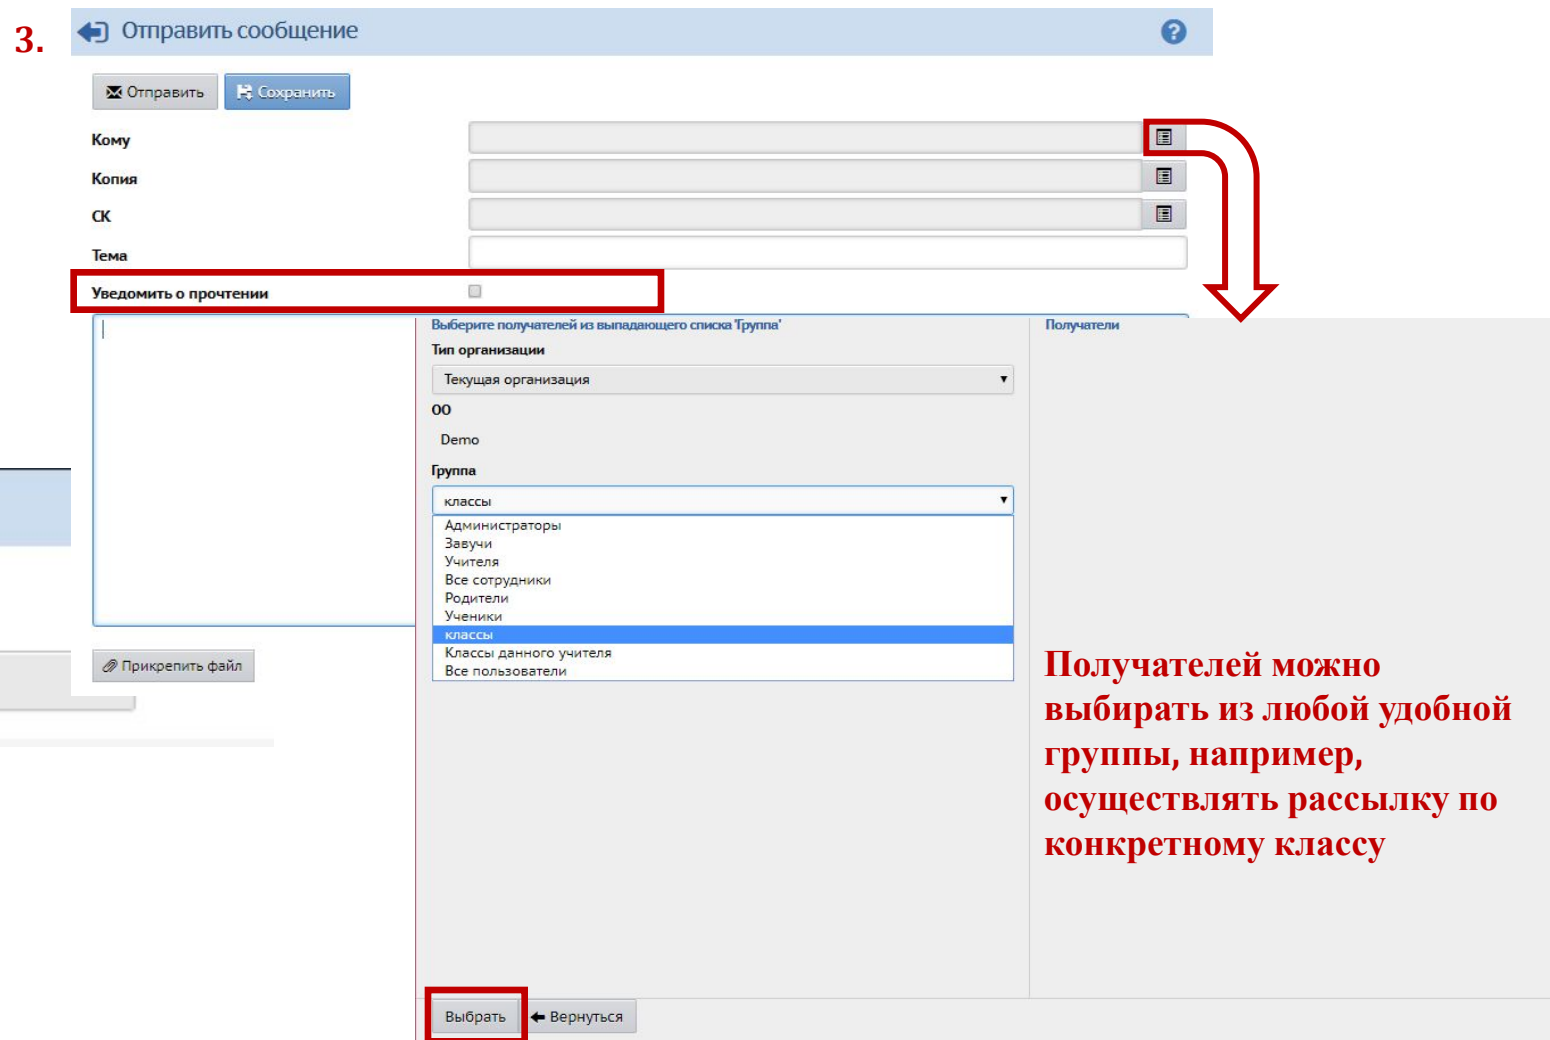 3.
Отправить сообщение
Отправить
Сохранить
Кому
Копия
СК
Тема
Уведомить о прочтении
Выберите получателей из выпадающего списка 'Группа'
Получатели
Тип организации
Текущая организация
ОО
Demo
Группа
классы
Администраторы
Завучи
Учителя
Все сотрудники
Родители
Ученики
классы
Классы данного учителя
Все пользователи
Прикрепить файл
Получателей можно
выбирать из любой удобной
группы, например,
осуществлять рассылку по
конкретному классу
Выбрать
Вернуться